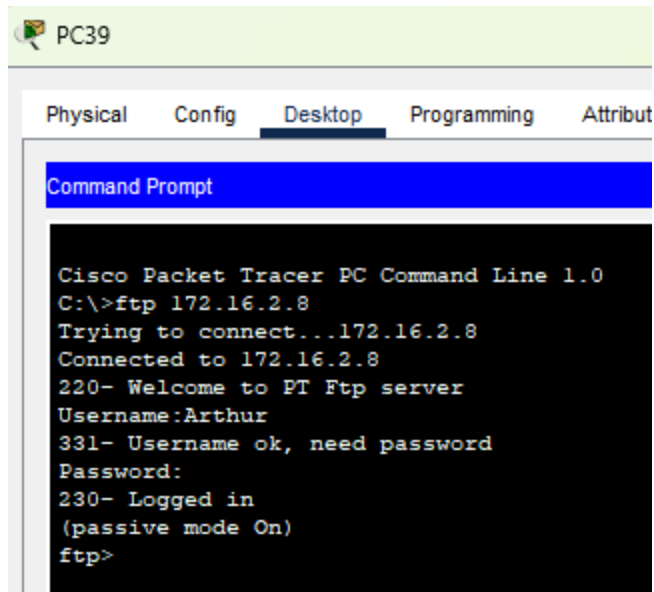 PC39
Physical Config Desktop Programming Attribut
Command Prompt
Cisco Packet Tracer PC Command Line 1.0
C:\>ftp 172.16.2.8
Trying to connect...172.16.2.8
Connected to 172.16.2.8
220- Welcome to PT Ftp server
Username:Arthur
331- Username ok, need password
Password:
230- Logged in
(passive mode On)
ftp>